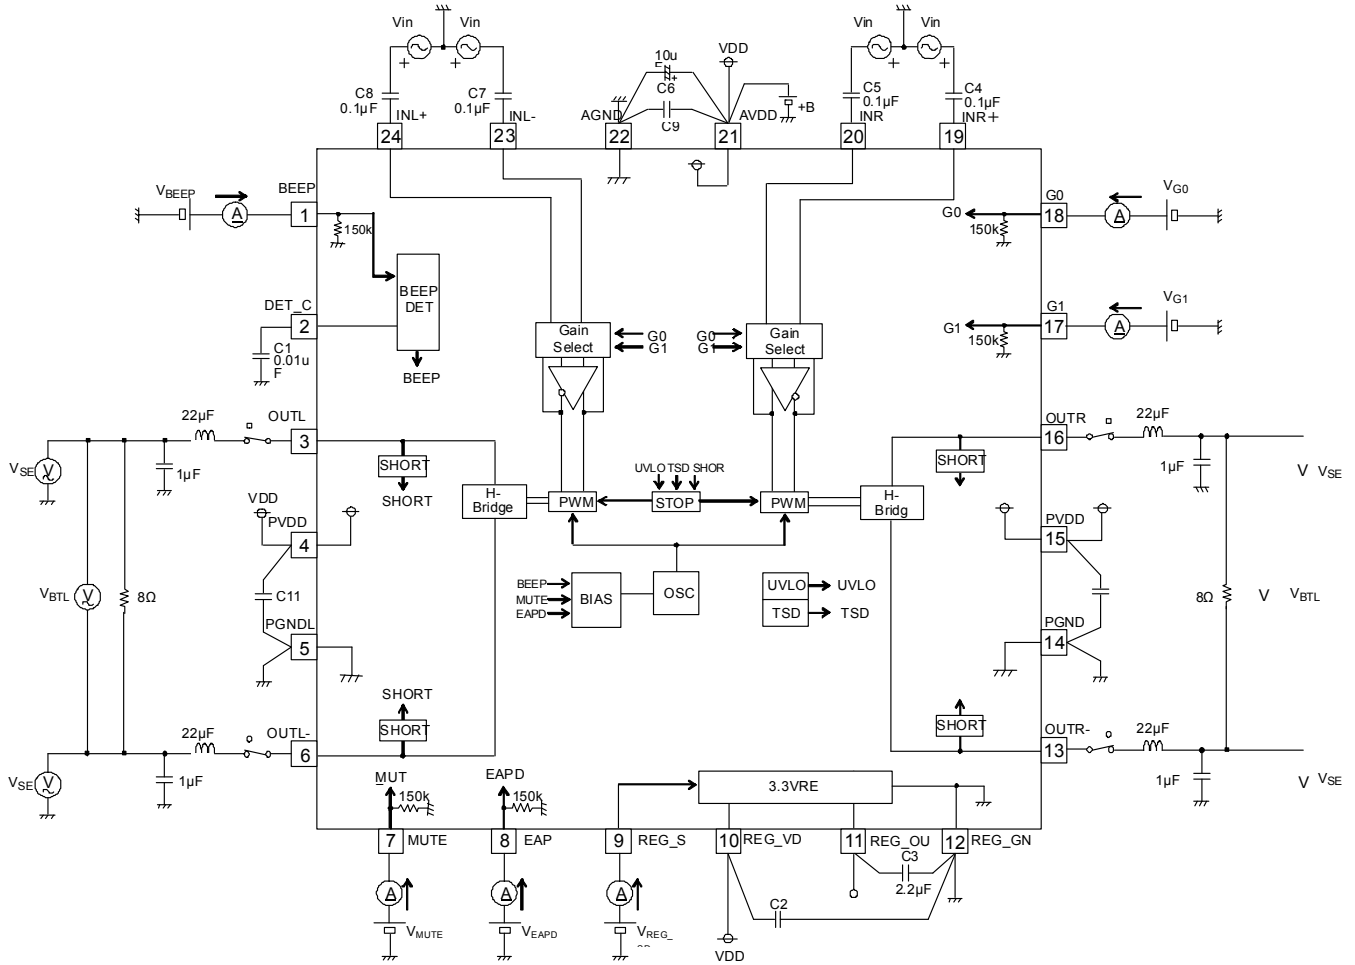 Vin Vin
10u
F
VDD
Vin Vin
C8
0.1µF
C7
0.1µF
C6
C9
+B
C5
0.1µF
C4
0.1µF
INL+
INL-
AGND
AVDD
INR
INR+
24
23
22
21
20
19
VBEEP
A
BEEP
1
150k
BEEP
DET
BEEP
DET_C
2
C1
0.01u
F
G0
150k
G0
18
A
VG0
G1
150k
G1
17
A
VG1
Gain
Select
G0
G1
G0
G1
Gain
Select
22µF
OUTL
3
VSE
V
1µF
SHORT
SHORT
OUTR
16
22µF
1µF
V VSE
SHORT
UVLO TSD SHOR
H-
Bridge
PWM
STOP
PWM
H-
Bridg
VDD
PVDD
4
C11
PGNDL
5
VBTL
V
8Ω
PVDD
15
PGND
14
8Ω
V
VBTL
BEEP
MUTE
EAPD
BIAS
OSC
UVLO
UVLO
TSD
TSD
SHORT
SHORT
22µF
OUTL-
6
VSE
V
1µF
SHORT
OUTR-
13
22µF
1µF
V VSE
MUT
150k
EAPD
150k
3.3VRE
7
MUTE
8
EAP
9
REG_S
10
REG_VD
11
REG_OU
12
REG_GN
C3
2.2µF
A
A
A
C2
VMUTE
VEAPD
VREG_
VDD